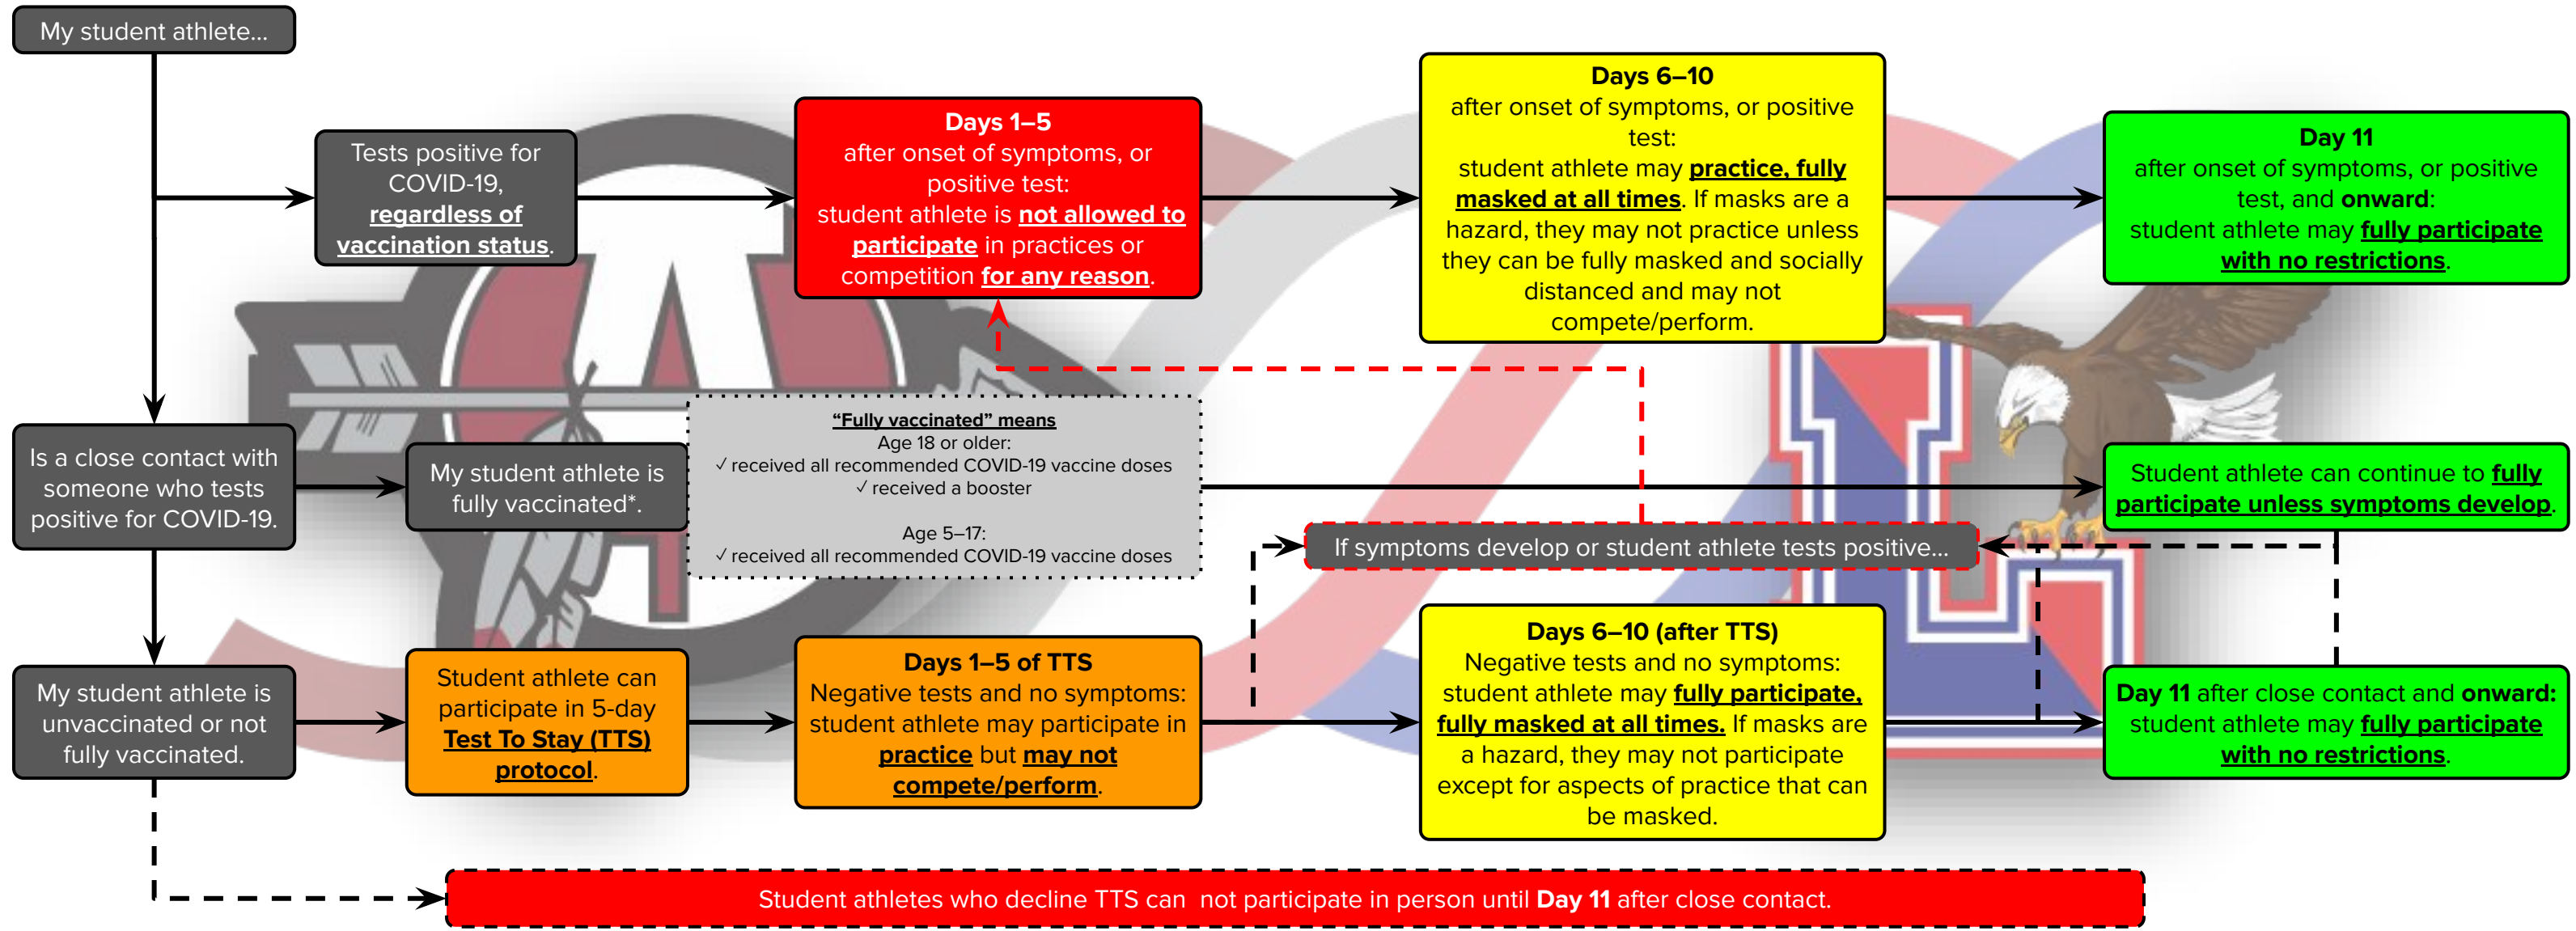 My student athlete...
Tests positive for
COVID-19,
regardless of
vaccination status.
Days 1–5
after onset of symptoms, or
positive test:
student athlete is not allowed to
participate in practices or
competition for any reason.
Days 6–10
after onset of symptoms, or positive
test:
student athlete may practice, fully
masked at all times. If masks are a
hazard, they may not practice unless
they can be fully masked and socially
distanced and may not
compete/perform.
Day 11
after onset of symptoms, or positive
test, and onward:
student athlete may fully participate
with no restrictions.
Is a close contact with
someone who tests
positive for COVID-19.
My student athlete is
fully vaccinated*.
“Fully vaccinated” means
Age 18 or older:
✓ received all recommended COVID-19 vaccine doses
✓ received a booster
Age 5–17:
✓ received all recommended COVID-19 vaccine doses
Student athlete can continue to fully
participate unless symptoms develop.
If symptoms develop or student athlete tests positive...
My student athlete is
unvaccinated or not
fully vaccinated.
Student athlete can
participate in 5-day
Test To Stay (TTS)
protocol.
Days 1–5 of TTS
Negative tests and no symptoms:
student athlete may participate in
practice but may not
compete/perform.
Days 6–10 (after TTS)
Negative tests and no symptoms:
student athlete may fully participate,
fully masked at all times. If masks are
a hazard, they may not participate
except for aspects of practice that can
be masked.
Day 11 after close contact and onward:
student athlete may fully participate
with no restrictions.
Student athletes who decline TTS can  not participate in person until Day 11 after close contact.
A
L